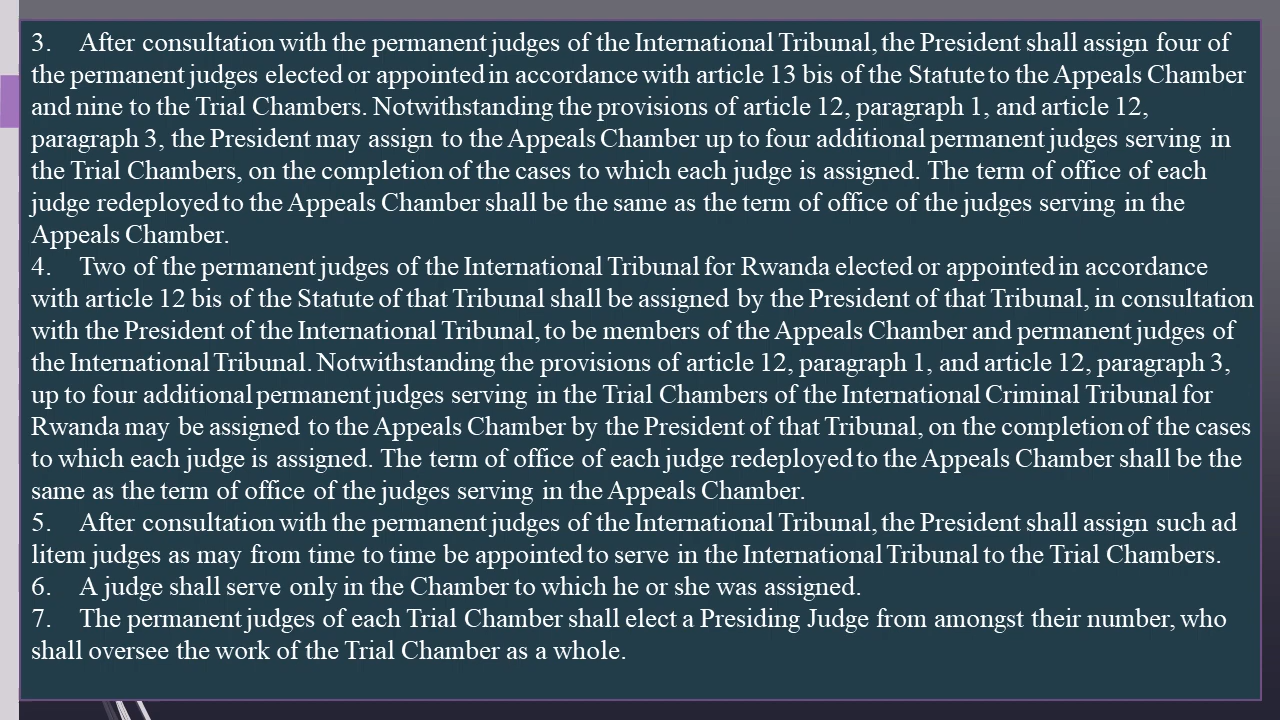 3. After consultation with the permanent judges of the International Tribunal, the President shall assign four of
the permanent judges elected or appointed in accordance with article 13 bis of the Statute to the Appeals Chamber
and nine to the Trial Chambers. Notwithstanding the provisions of article 12, paragraph 1, and article 12,
paragraph 3, the President may assign to the Appeals Chamber up to four additional permanent judges serving in
the Trial Chambers, on the completion of the cases to which each judge is assigned. The term of office of each
judge redeployed to the Appeals Chamber shall be the same as the term of office of the judges serving in the
Appeals Chamber.
4. Two of the permanent judges of the International Tribunal for Rwanda elected or appointed in accordance
with article 12 bis of the Statute of that Tribunal shall be assigned by the President of that Tribunal, in consultation
with the President of the International Tribunal, to be members of the Appeals Chamber and permanent judges of
the International Tribunal. Notwithstanding the provisions of article 12, paragraph 1, and article 12, paragraph 3,
up to four additional permanent judges serving in the Trial Chambers of the International Criminal Tribunal for
Rwanda may be assigned to the Appeals Chamber by the President of that Tribunal, on the completion of the cases
to which each judge is assigned. The term of office of each judge redeployed to the Appeals Chamber shall be the
same as the term of office of the judges serving in the Appeals Chamber.
5. After consultation with the permanent judges of the International Tribunal, the President shall assign such ad
litem judges as may from time to time be appointed to serve in the International Tribunal to the Trial Chambers.
6. A judge shall serve only in the Chamber to which he or she was assigned.
7. The permanent judges of each Trial Chamber shall elect a Presiding Judge from amongst their number, who
shall oversee the work of the Trial Chamber as a whole.